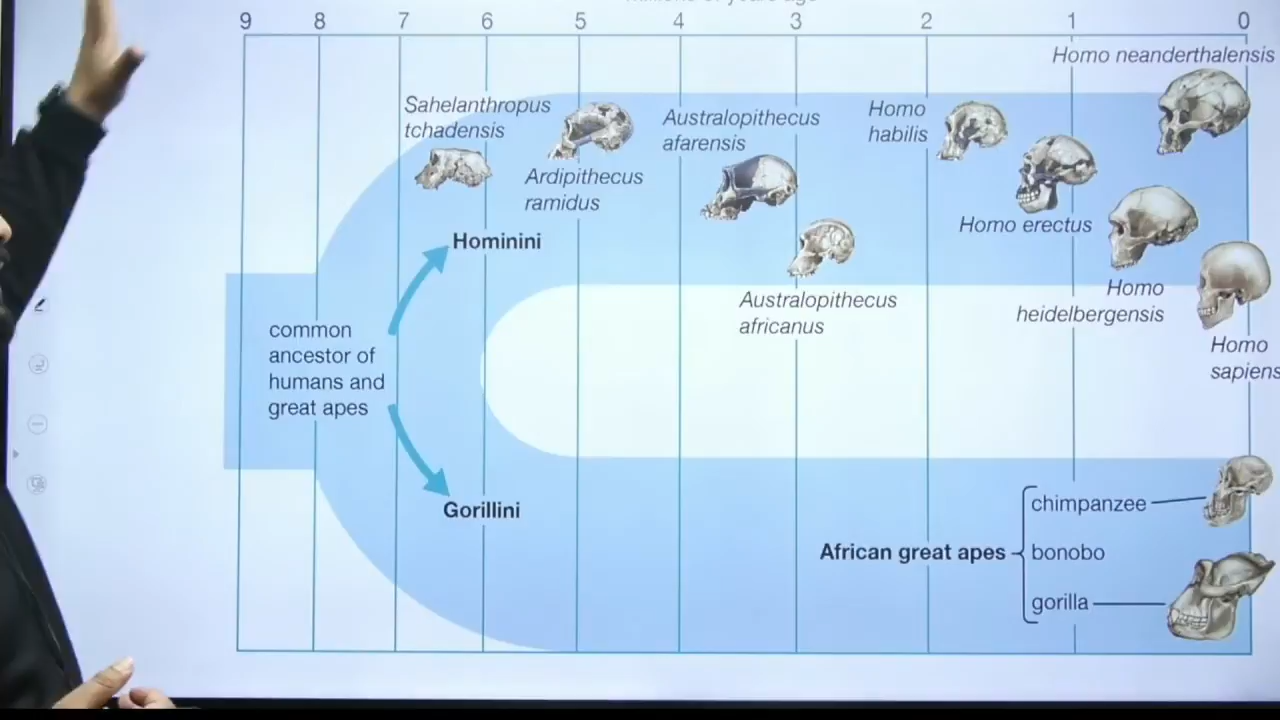 9 8 7 6 5 4 3 2 1 0
Homo neanderthalensis
Sahelanthropus
tchadensis
Ardipithecus
ramidus
Australopithecus
afarensis
Homo
habilis
Homo erectus
Hominini
Australopithecus
africanus
Homo
heidelbergensis
Homo
sapiens
common
ancestor of
humans and
great apes
Gorillini
African great apes
chimpanzee
bonobo
gorilla